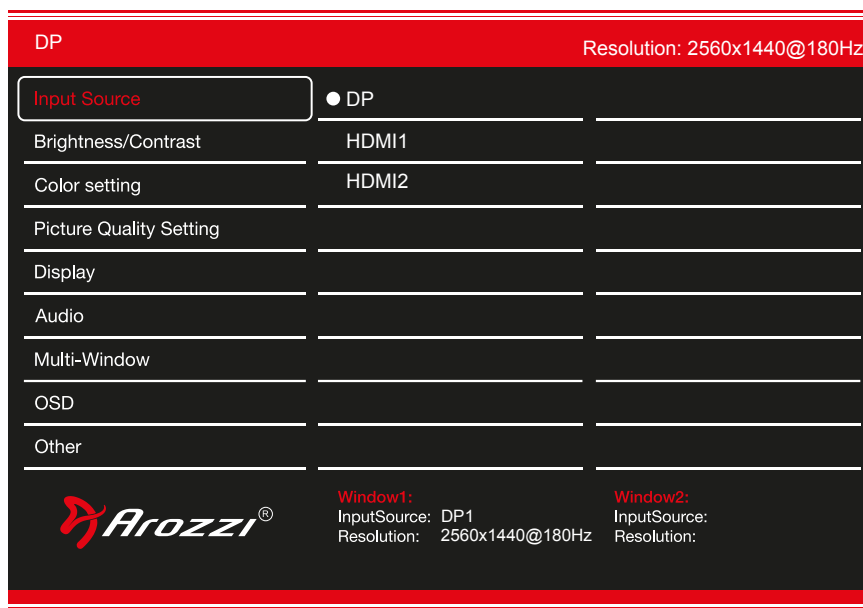 DP
Resolution: 2560x1440@180Hz
Input Source
DP
Brightness/Contrast
HDMI1
Color setting
HDMI2
Picture Quality Setting
Display
Audio
Multi-Window
OSD
Other
Arozzi®
Window1:
InputSource: DP1
Resolution: 2560x1440@180Hz
Window2:
InputSource:
Resolution: